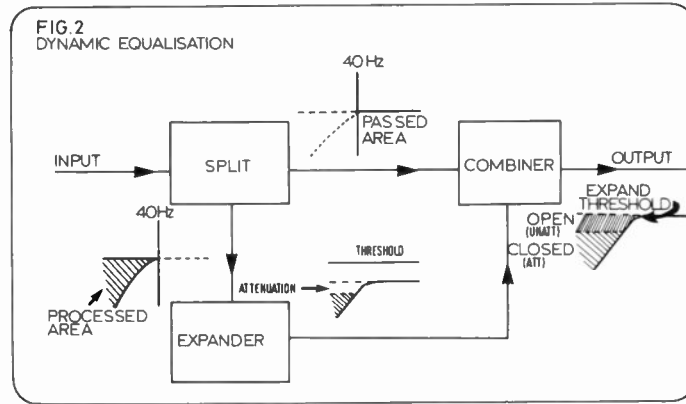 FIG.2
DYNAMIC EQUALISATION
40Hz
PASSED
AREA
INPUT
SPLIT
COMBINER
OUTPUT
EXPAND
THRESHOLD
OPEN
(UNATT)
CLOSED
(ATT)
40Hz
THRESHOLD
ATTENUATION
PROCESSED
AREA
EXPANDER